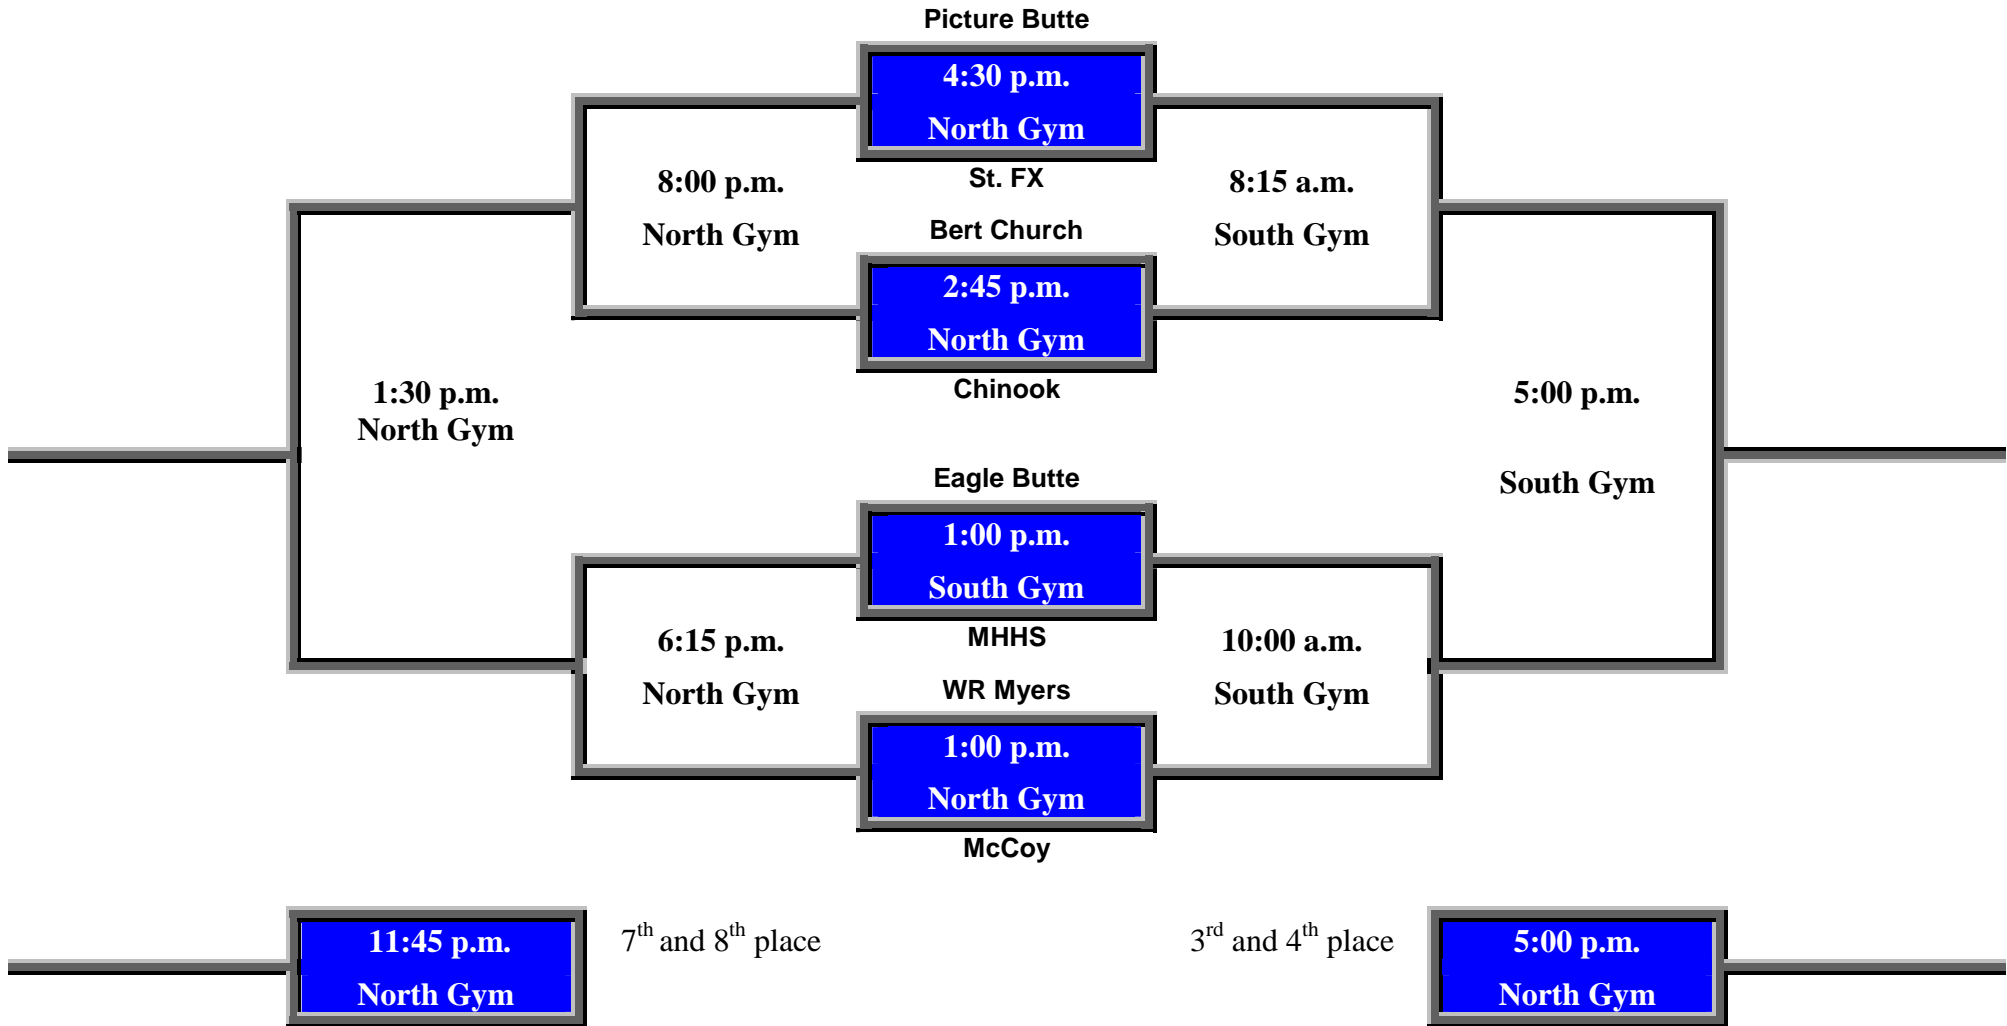 Picture Butte
4:30 p.m.
North Gym
St. FX
8:00 p.m.
North Gym
8:15 a.m.
South Gym
Bert Church
2:45 p.m.
North Gym
Chinook
1:30 p.m.
North Gym
5:00 p.m.
South Gym
Eagle Butte
1:00 p.m.
South Gym
MHHS
6:15 p.m.
North Gym
10:00 a.m.
South Gym
WR Myers
1:00 p.m.
North Gym
McCoy
11:45 p.m.
North Gym
7th and 8th place
3rd and 4th place
5:00 p.m.
North Gym